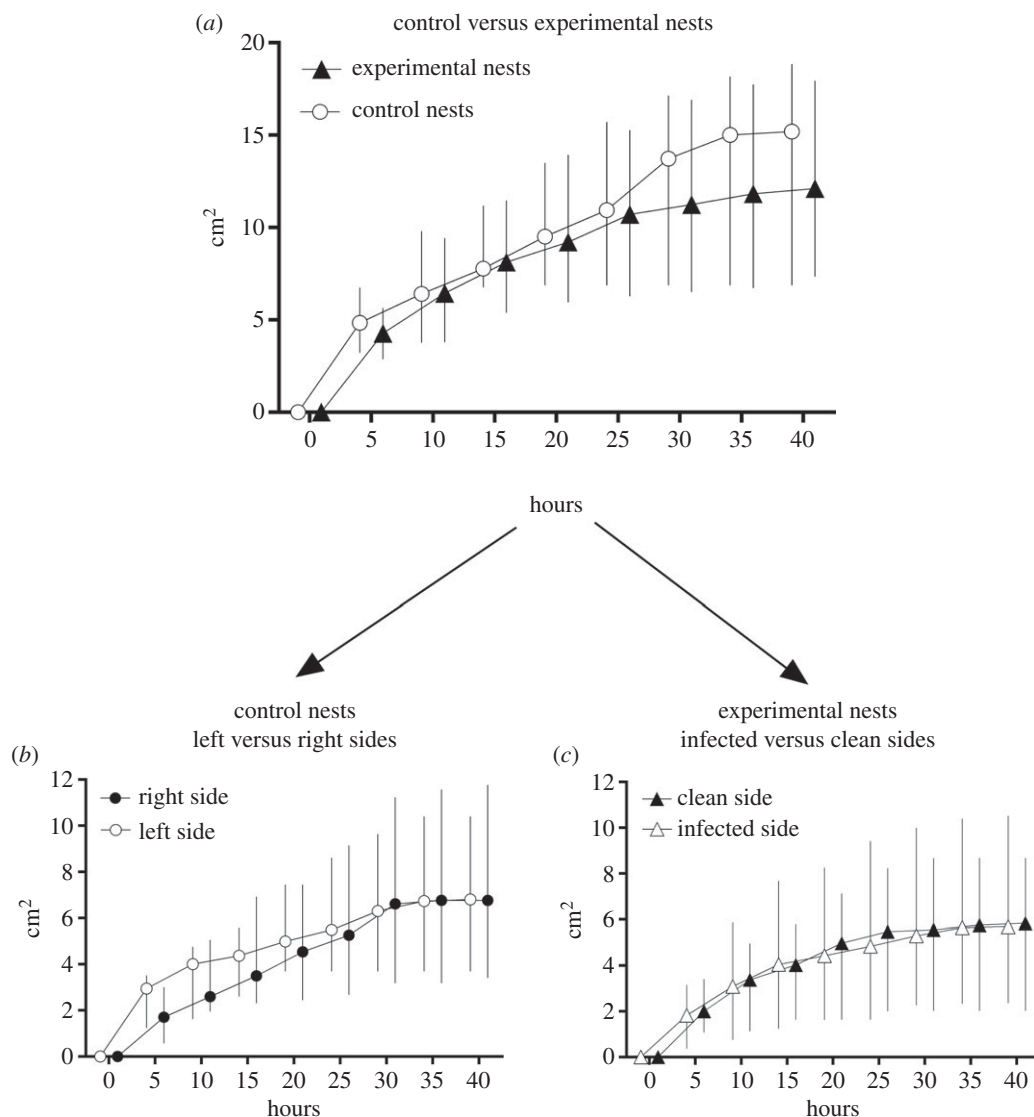 (a) control versus experimental nests
20
experimental nests
control nests
15
cm²
10
5
0
0 5 10 15 20 25 30 35 40
hours
control nests
left versus right sides
(b)
12
right side
left side
10
8
cm²
6
4
2
0
0 5 10 15 20 25 30 35 40
hours
experimental nests
infected versus clean sides
(c)
12
clean side
infected side
10
8
cm²
6
4
2
0
0 5 10 15 20 25 30 35 40
hours